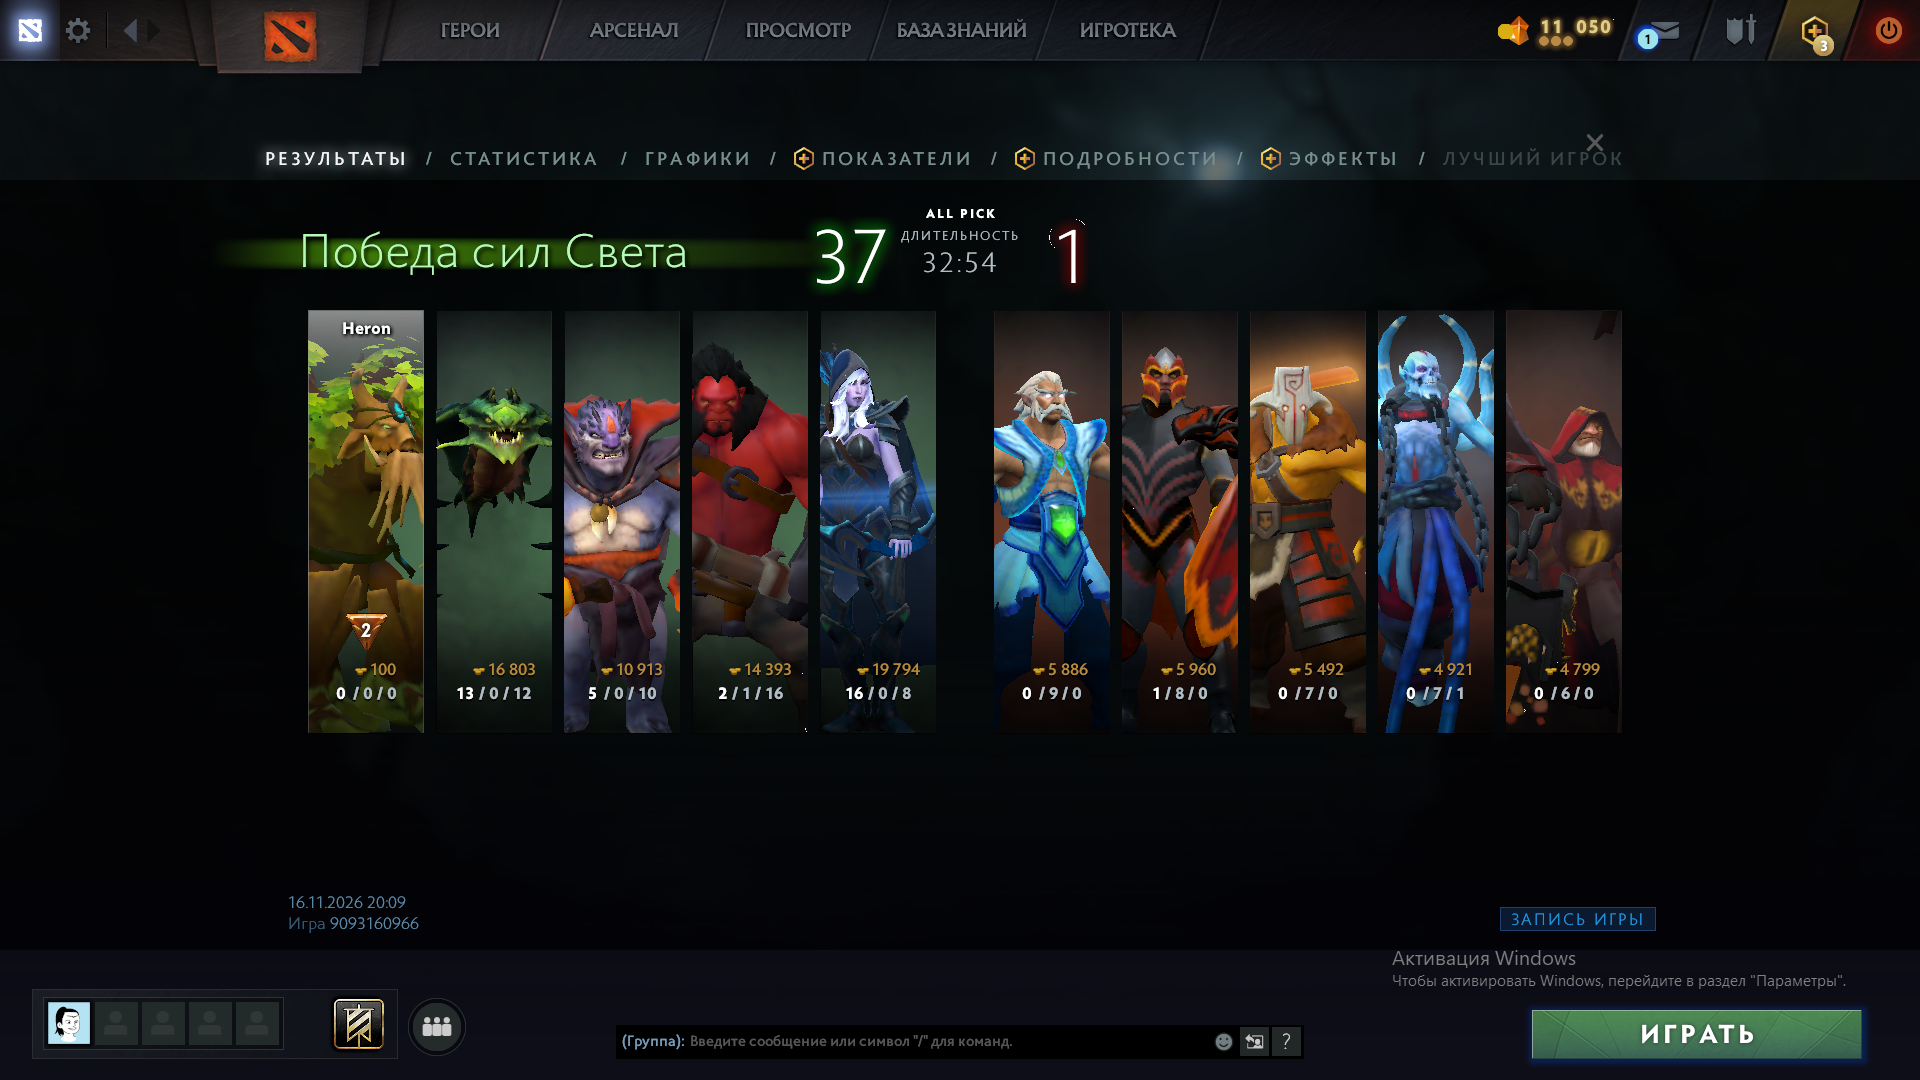 ГЕРОИ
АРСЕНАЛ
ПРОСМОТР
БАЗА ЗНАНИЙ
ИГРОТЕКА
11 050
1
3
РЕЗУЛЬТАТЫ / СТАТИСТИКА / ГРАФИКИ / ПОКАЗАТЕЛИ / ПОДРОБНОСТИ / ЭФФЕКТЫ / ЛУЧШИЙ ИГРОК
Победа сил Света
37
ALL PICK
ДЛИТЕЛЬНОСТЬ
32:54
1
Heron
2
100
0 / 0 / 0
16 803
13 / 0 / 12
10 913
5 / 0 / 10
14 393
2 / 1 / 16
19 794
16 / 0 / 8
5 886
0 / 9 / 0
5 960
1 / 8 / 0
5 492
0 / 7 / 0
4 921
0 / 7 / 1
4 799
0 / 6 / 0
16.11.2026 20:09
Игра 9093160966
ЗАПИСЬ ИГРЫ
Активация Windows
Чтобы активировать Windows, перейдите в раздел "Параметры".
(Группа): Введите сообщение или символ "/" для команд.
?
ИГРАТЬ